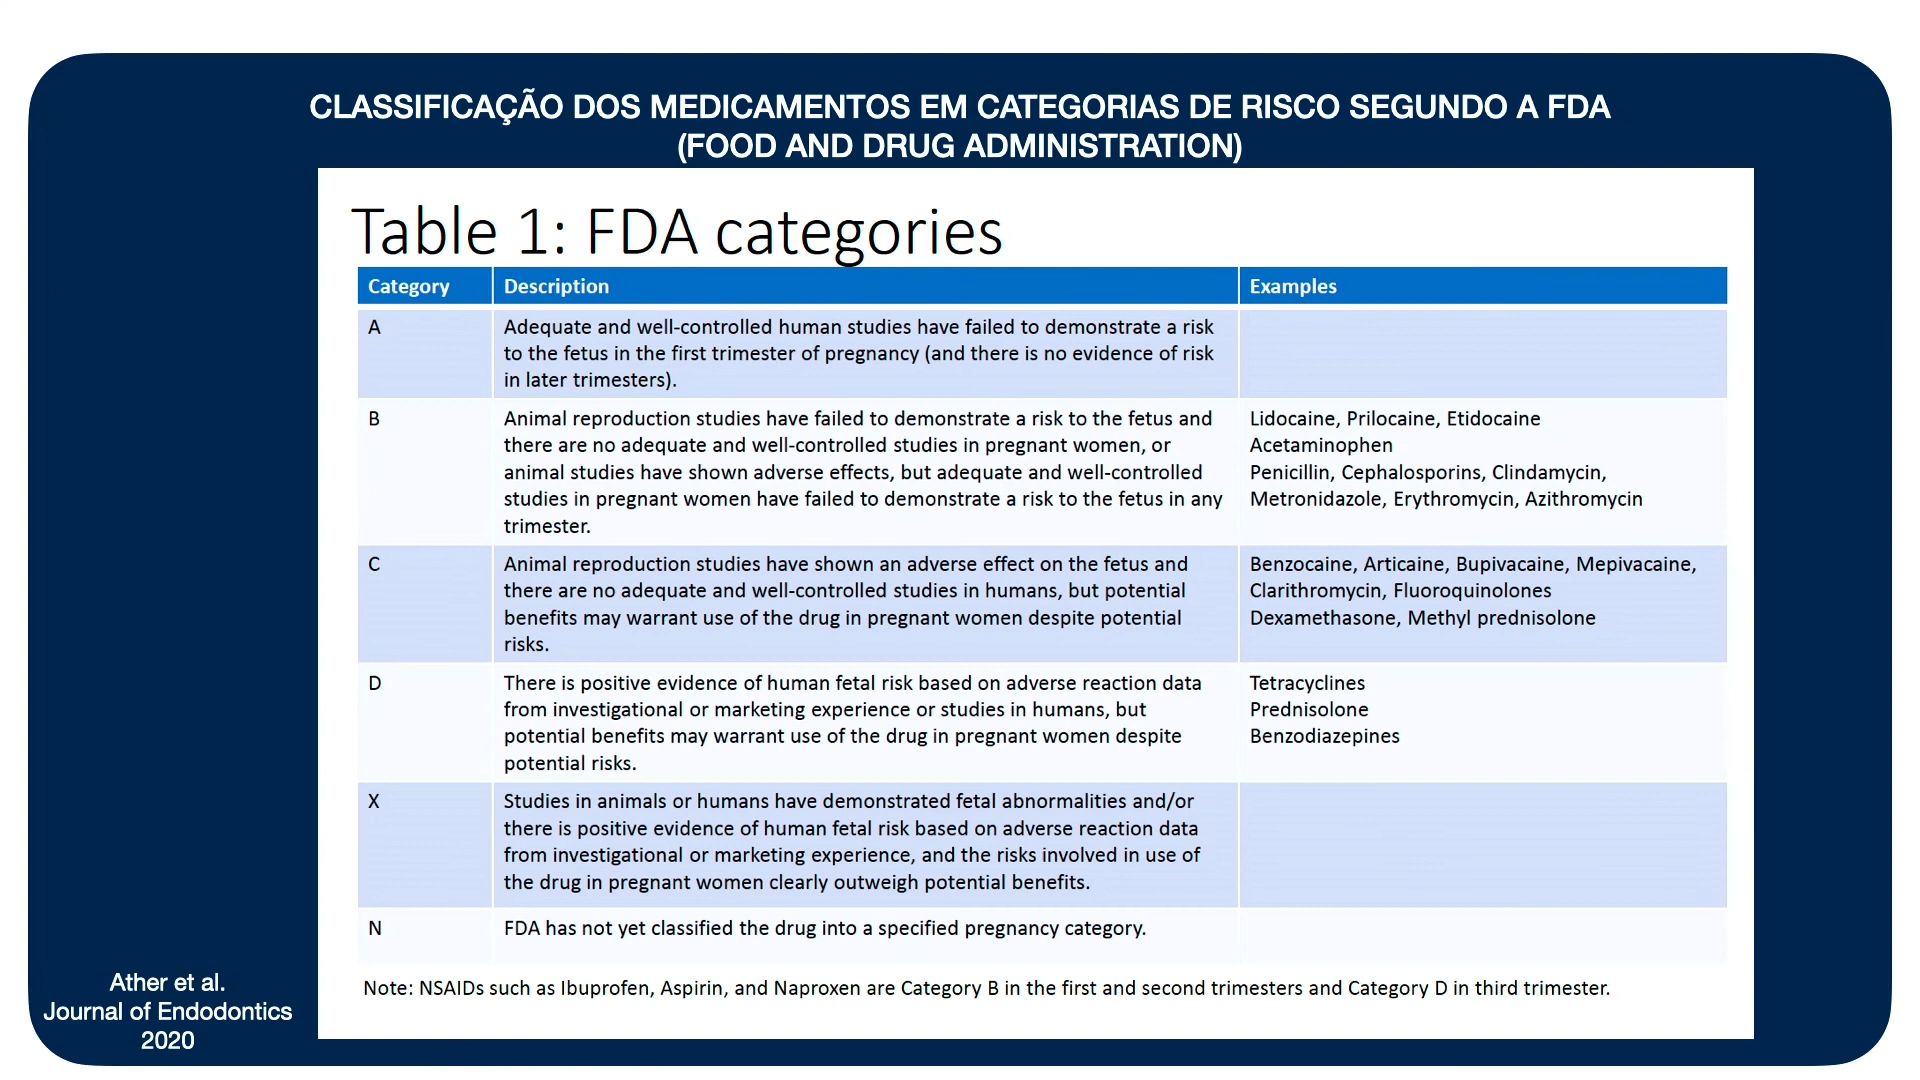 CLASSIFICAÇÃO DOS MEDICAMENTOS EM CATEGORIAS DE RISCO SEGUNDO A FDA
(FOOD AND DRUG ADMINISTRATION)
Table 1: FDA categories
Category Description Examples
A
Adequate and well-controlled human studies have failed to demonstrate a risk
to the fetus in the first trimester of pregnancy (and there is no evidence of risk
in later trimesters).
B
Animal reproduction studies have failed to demonstrate a risk to the fetus and
there are no adequate and well-controlled studies in pregnant women, or
animal studies have shown adverse effects, but adequate and well-controlled
studies in pregnant women have failed to demonstrate a risk to the fetus in any
trimester.
Lidocaine, Prilocaine, Etidocaine
Acetaminophen
Penicillin, Cephalosporins, Clindamycin,
Metronidazole, Erythromycin, Azithromycin
C
Animal reproduction studies have shown an adverse effect on the fetus and
there are no adequate and well-controlled studies in humans, but potential
benefits may warrant use of the drug in pregnant women despite potential
risks.
Benzocaine, Articaine, Bupivacaine, Mepivacaine,
Clarithromycin, Fluoroquinolones
Dexamethasone, Methyl prednisolone
D
There is positive evidence of human fetal risk based on adverse reaction data
from investigational or marketing experience or studies in humans, but
potential benefits may warrant use of the drug in pregnant women despite
potential risks.
Tetracyclines
Prednisolone
Benzodiazepines
X
Studies in animals or humans have demonstrated fetal abnormalities and/or
there is positive evidence of human fetal risk based on adverse reaction data
from investigational or marketing experience, and the risks involved in use of
the drug in pregnant women clearly outweigh potential benefits.
N
FDA has not yet classified the drug into a specified pregnancy category.
Note: NSAIDs such as Ibuprofen, Aspirin, and Naproxen are Category B in the first and second trimesters and Category D in third trimester.
Ather et al.
Journal of Endodontics
2020